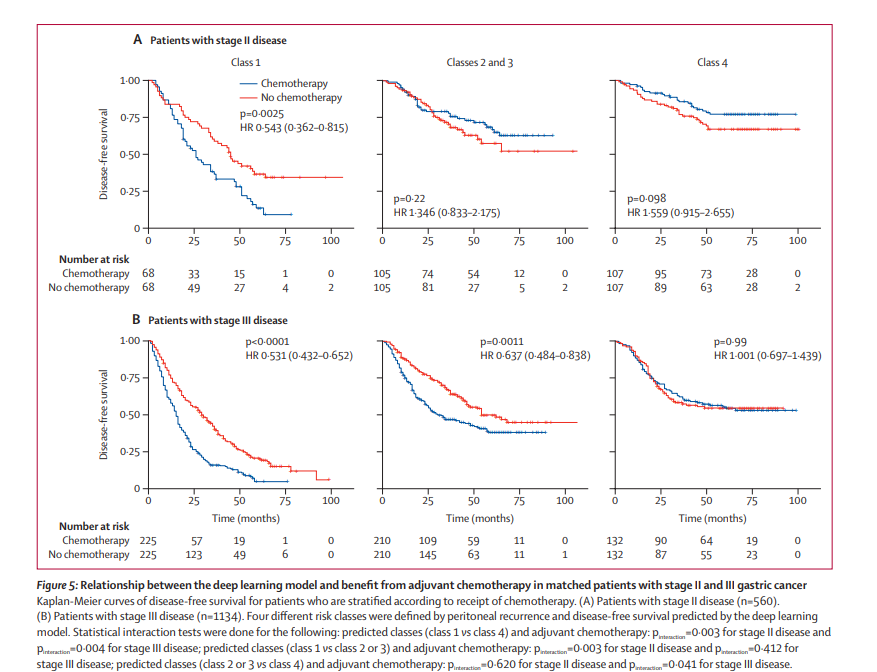 A Patients with stage II disease
Class 1
Classes 2 and 3
Class 4
Disease-free survival
1·00
0·75
0·50
0·25
0
Chemotherapy
No chemotherapy
p=0·0025
HR 0·543 (0·362–0·815)
p=0·22
HR 1·346 (0·833–2·175)
p=0·098
HR 1·559 (0·915–2·655)
0 25 50 75 100 0 25 50 75 100 0 25 50 75 100
Number at risk
Chemotherapy 68 33 15 1 0 105 74 54 12 0 107 95 73 28 0
No chemotherapy 68 49 27 4 2 105 81 27 5 2 107 89 63 28 2
B Patients with stage III disease
Disease-free survival
1·00
0·75
0·50
0·25
0
p<0·0001
HR 0·531 (0·432–0·652)
p=0·0011
HR 0·637 (0·484–0·838)
p=0·99
HR 1·001 (0·697–1·439)
0 25 50 75 100 0 25 50 75 100 0 25 50 75 100
Time (months) Time (months) Time (months)
Number at risk
Chemotherapy 225 57 19 1 0 210 109 59 11 0 132 90 64 19 0
No chemotherapy 225 123 49 6 0 210 145 63 11 1 132 87 55 23 0
Figure 5: Relationship between the deep learning model and benefit from adjuvant chemotherapy in matched patients with stage II and III gastric cancer
Kaplan-Meier curves of disease-free survival for patients who are stratified according to receipt of chemotherapy. (A) Patients with stage II disease (n=560).
(B) Patients with stage III disease (n=1134). Four different risk classes were defined by peritoneal recurrence and disease-free survival predicted by the deep learning
model. Statistical interaction tests were done for the following: predicted classes (class 1 vs class 4) and adjuvant chemotherapy: pinteraction=0·003 for stage II disease and
pinteraction=0·004 for stage III disease; predicted classes (class 1 vs class 2 or 3) and adjuvant chemotherapy: pinteraction=0·003 for stage II disease and pinteraction=0·412 for
stage III disease; predicted classes (class 2 or 3 vs class 4) and adjuvant chemotherapy: pinteraction=0·620 for stage II disease and pinteraction=0·041 for stage III disease.